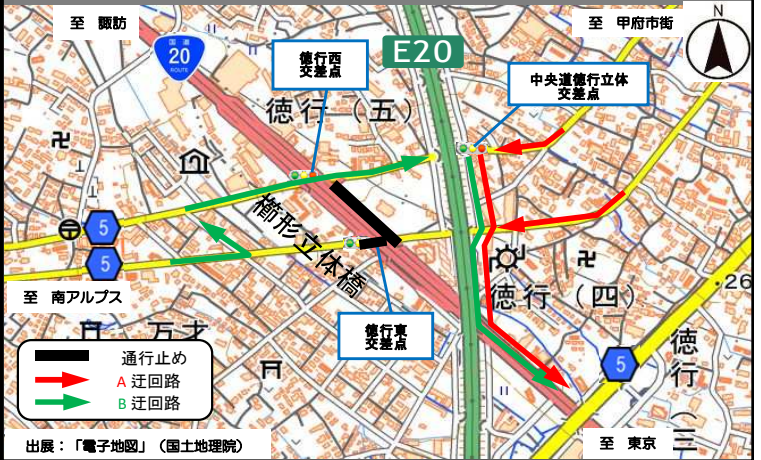 至 諏訪
国道
20
ROUTE
徳行西
交差点
E20
至 甲府市街
N
中央道徳行立体
交差点
徳行(五)
櫛形立体橋
5
5
至 南アルプス
徳行(四)
・26
万才
徳行東
交差点
5
徳行(三
通行止め
A 迂回路
B 迂回路
出展:「電子地図」(国土地理院)
至 東京